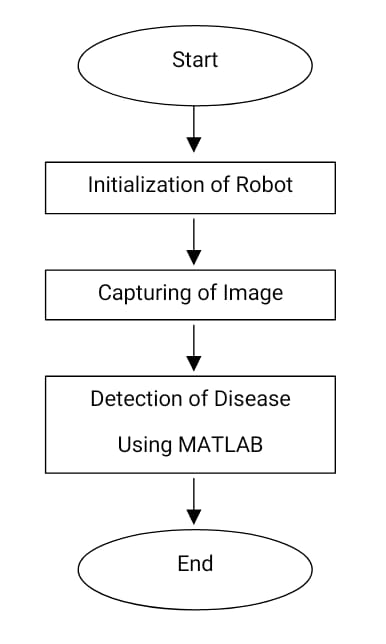 Start
Initialization of Robot
Capturing of Image
Detection of Disease
Using MATLAB
End